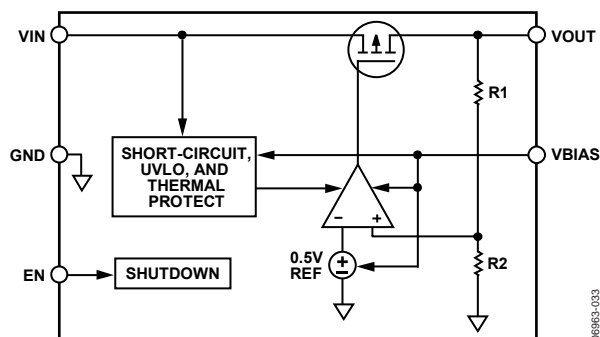 VIN
VOUT
R1
GND
SHORT-CIRCUIT,
UVLO, AND
THERMAL
PROTECT
VBIAS
− +
0.5V
REF
+
−
R2
EN
SHUTDOWN
06963-033